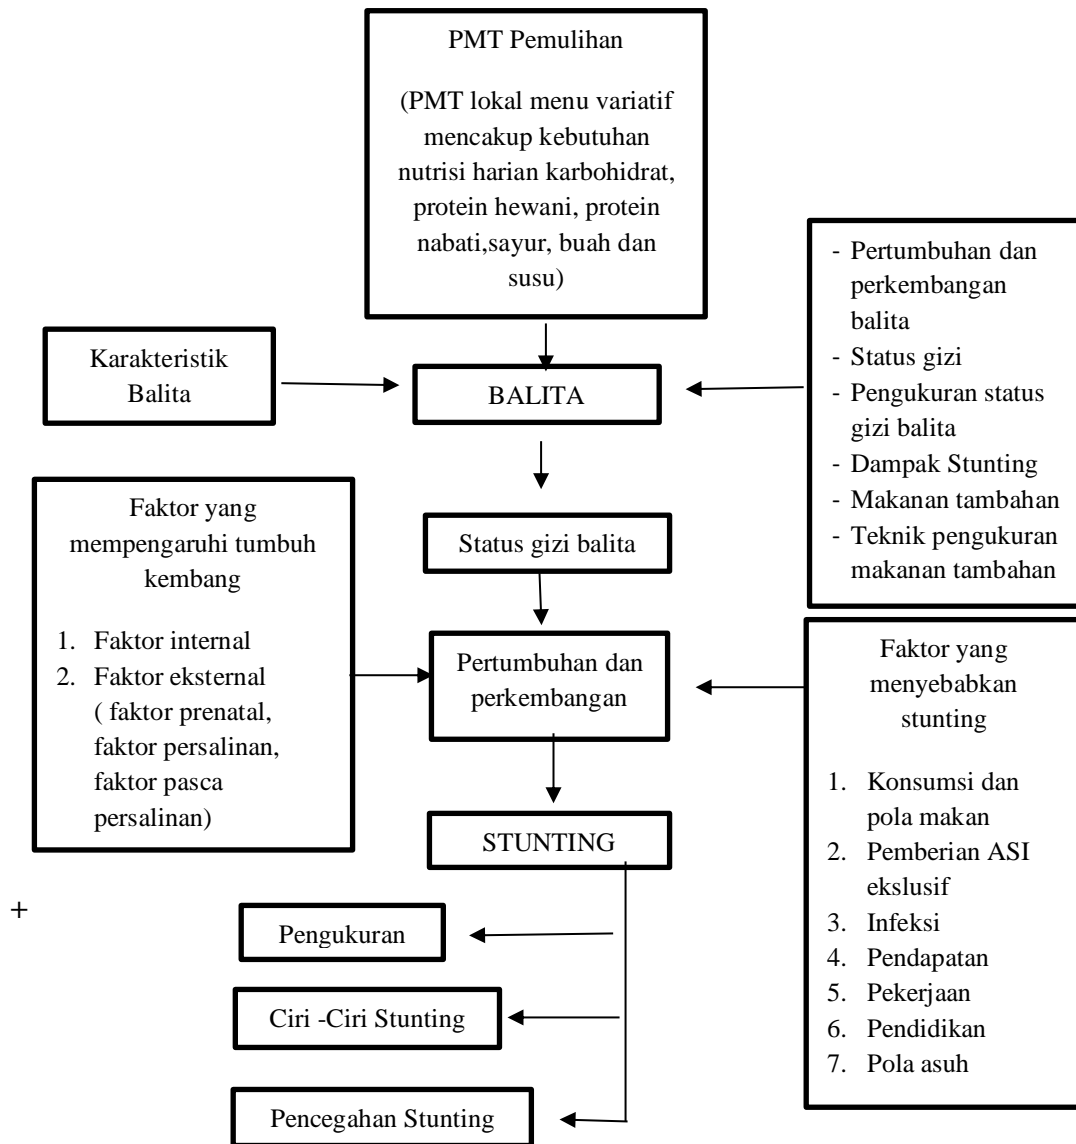 PMT Pemulihan
(PMT lokal menu variatif
mencakup kebutuhan
nutrisi harian karbohidrat,
protein hewani, protein
nabati,sayur, buah dan
susu)
Karakteristik
Balita
BALITA
- Pertumbuhan dan
perkembangan
balita
- Status gizi
- Pengukuran status
gizi balita
- Dampak Stunting
- Makanan tambahan
- Teknik pengukuran
makanan tambahan
Faktor yang
mempengaruhi tumbuh
kembang
1. Faktor internal
2. Faktor eksternal
( faktor prenatal,
faktor persalinan,
faktor pasca
persalinan)
Status gizi balita
Pertumbuhan dan
perkembangan
Faktor yang
menyebabkan
stunting
1. Konsumsi dan
pola makan
2. Pemberian ASI
ekslusif
3. Infeksi
4. Pendapatan
5. Pekerjaan
6. Pendidikan
7. Pola asuh
STUNTING
+
Pengukuran
Ciri -Ciri Stunting
Pencegahan Stunting